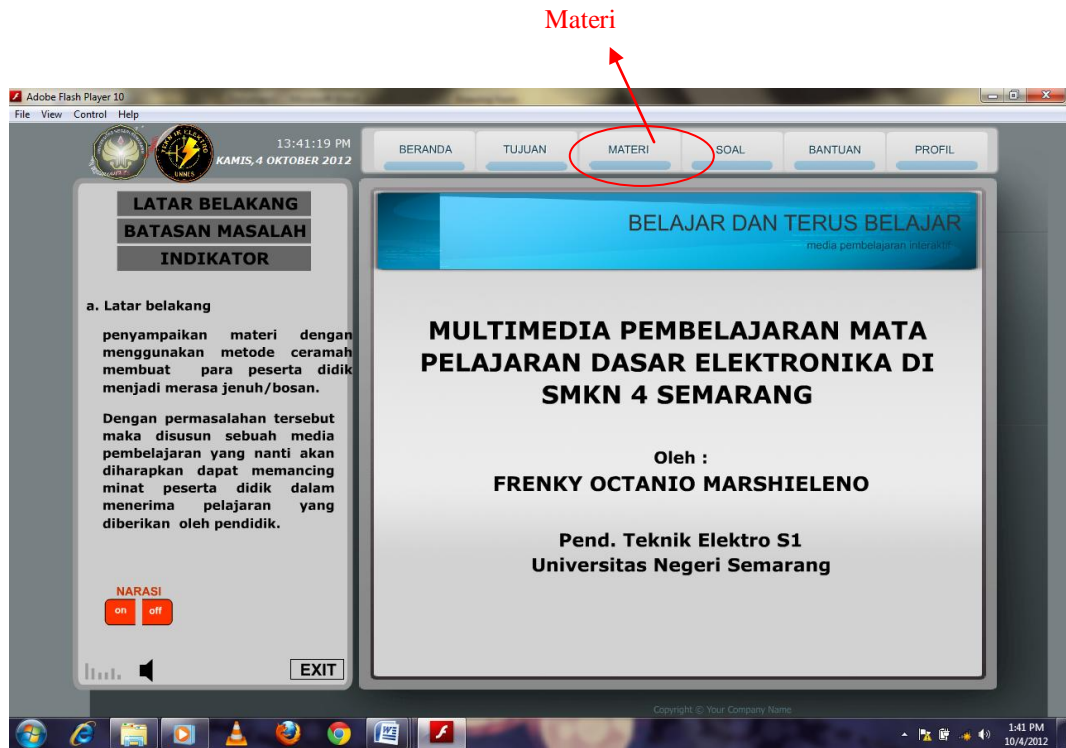 Materi
Adobe Flash Player 10
File View Control Help
13:41:19 PM
KAMIS,4 OKTOBER 2012
BERANDA TUJUAN MATERI SOAL BANTUAN PROFIL
LATAR BELAKANG
BATASAN MASALAH
INDIKATOR
a. Latar belakang
penyampaikan materi dengan
menggunakan metode ceramah
membuat para peserta didik
menjadi merasa jenuh/bosan.
Dengan permasalahan tersebut
maka disusun sebuah media
pembelajaran yang nanti akan
diharapkan dapat memancing
minat peserta didik dalam
menerima pelajaran yang
diberikan oleh pendidik.
NARASI
on off
EXIT
BELAJAR DAN TERUS BELAJAR
media pembelajaran interaktif
MULTIMEDIA PEMBELAJARAN MATA
PELAJARAN DASAR ELEKTRONIKA DI
SMKN 4 SEMARANG
Oleh :
FRENKY OCTANIO MARSHIELENO
Pend. Teknik Elektro S1
Universitas Negeri Semarang
Copyright © Your Company Name
1:41 PM
10/4/2012